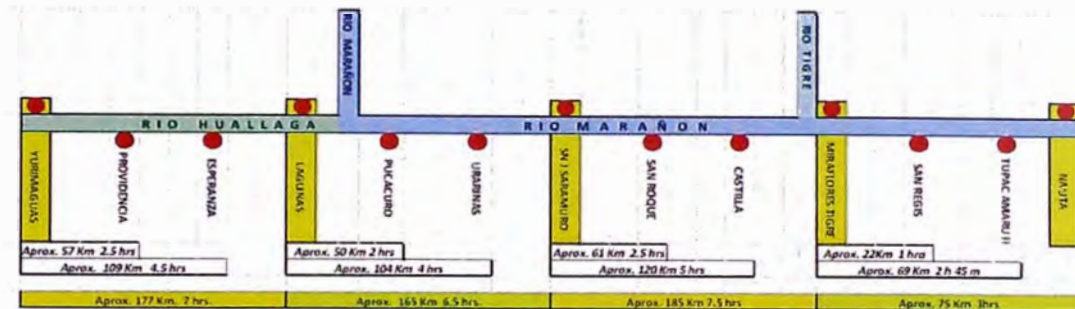 RIO MARAÑON
RIO TIGRE
RIO HUALLAGA
RIO MARAÑON
YURIMAGUAS
PROVIDENCIA
ESPERANZA
LAGUNAS
PUCACURO
URARINAS
SN J SARAMURO
SAN ROQUE
CASTILLA
MIRAFLORES TIGRE
SAN REGIS
TUPAC AMARU II
NAUTA
Aprox. 57 Km 2.5 hrs
Aprox. 50 Km 2 hrs
Aprox. 61 Km 2.5 hrs
Aprox. 22Km 1 hra
Aprox. 109 Km 4.5 hrs
Aprox. 104 Km 4 hrs
Aprox. 120 Km 5 hrs
Aprox. 69 Km 2 h 45 m
Aprox. 177 Km. 7 hrs.
Aprox. 165 Km 6.5 hrs.
Aprox. 185 Km 7.5 hrs
Aprox. 75 Km 3hrs